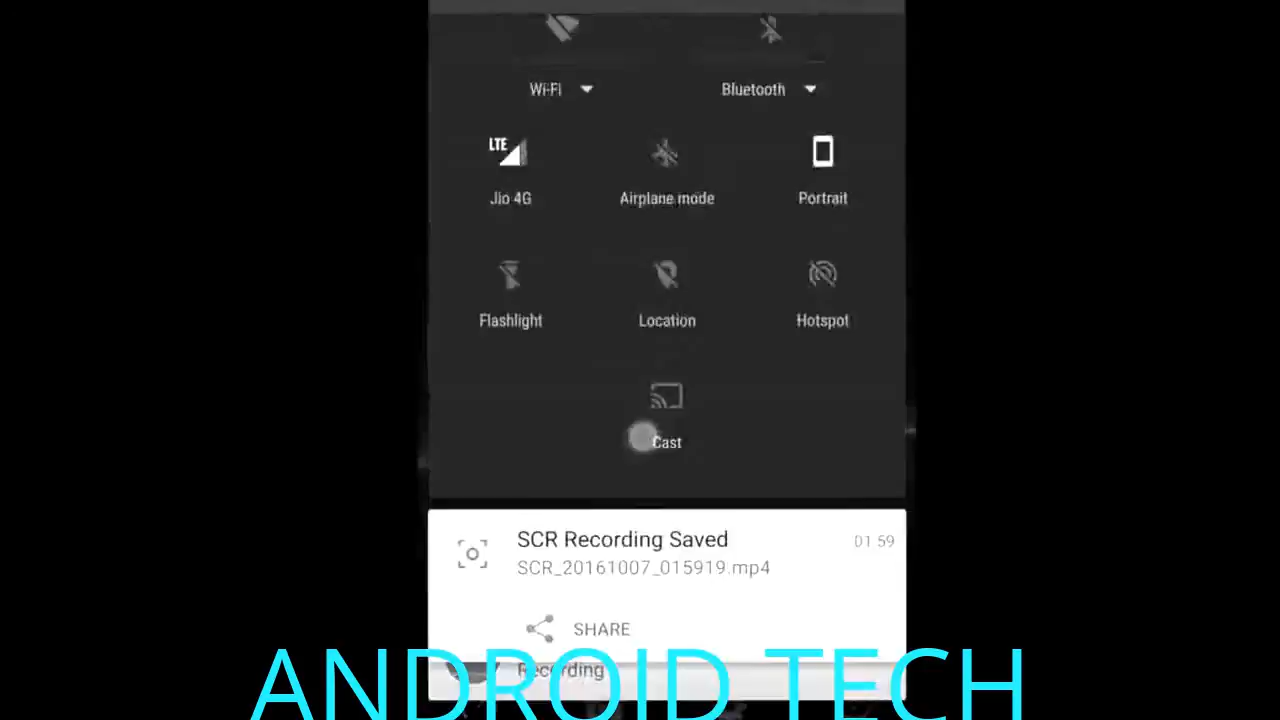 Wi-Fi
Bluetooth
LTE
Jio 4G
Airplane mode
Portrait
Flashlight
Location
Hotspot
Cast
SCR Recording Saved
01 59
SCR_20161007_015919.mp4
SHARE
Recording
ANDROID TECH